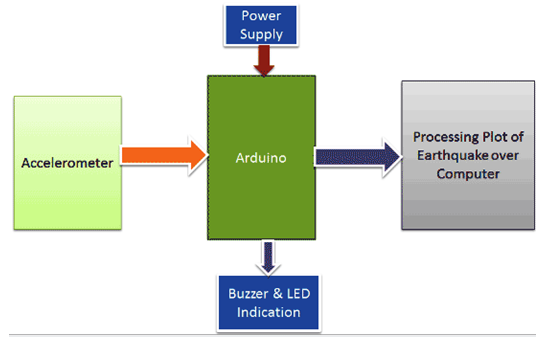 Power
Supply
Accelerometer
Arduino
Processing Plot of
Earthquake over
Computer
Buzzer & LED
Indication